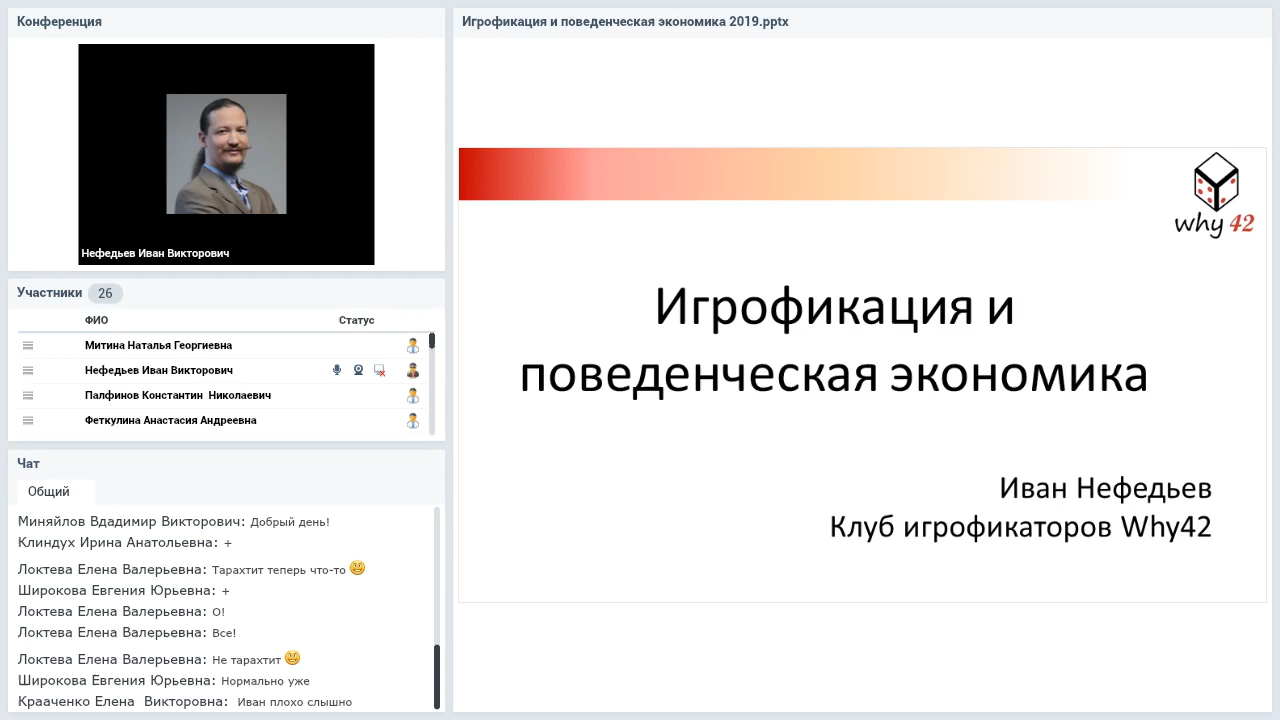 Конференция
Нефедьев Иван Викторович
Участники 26
ФИО Статус
Митина Наталья Георгиевна
Нефедьев Иван Викторович
Палфинов Константин Николаевич
Феткулина Анастасия Андреевна
Чат
Общий
Миняйлов Вдадимир Викторович: Добрый день!
Клиндух Ирина Анатольевна: +
Локтева Елена Валерьевна: Тарахтит теперь что-то
Широкова Евгения Юрьевна: +
Локтева Елена Валерьевна: О!
Локтева Елена Валерьевна: Все!
Локтева Елена Валерьевна: Не тарахтит
Широкова Евгения Юрьевна: Нормально уже
Крааченко Елена Викторовна: Иван плохо слышно
Игрофикация и поведенческая экономика 2019.pptx
why 42
Игрофикация и
поведенческая экономика
Иван Нефедьев
Клуб игрофикаторов Why42